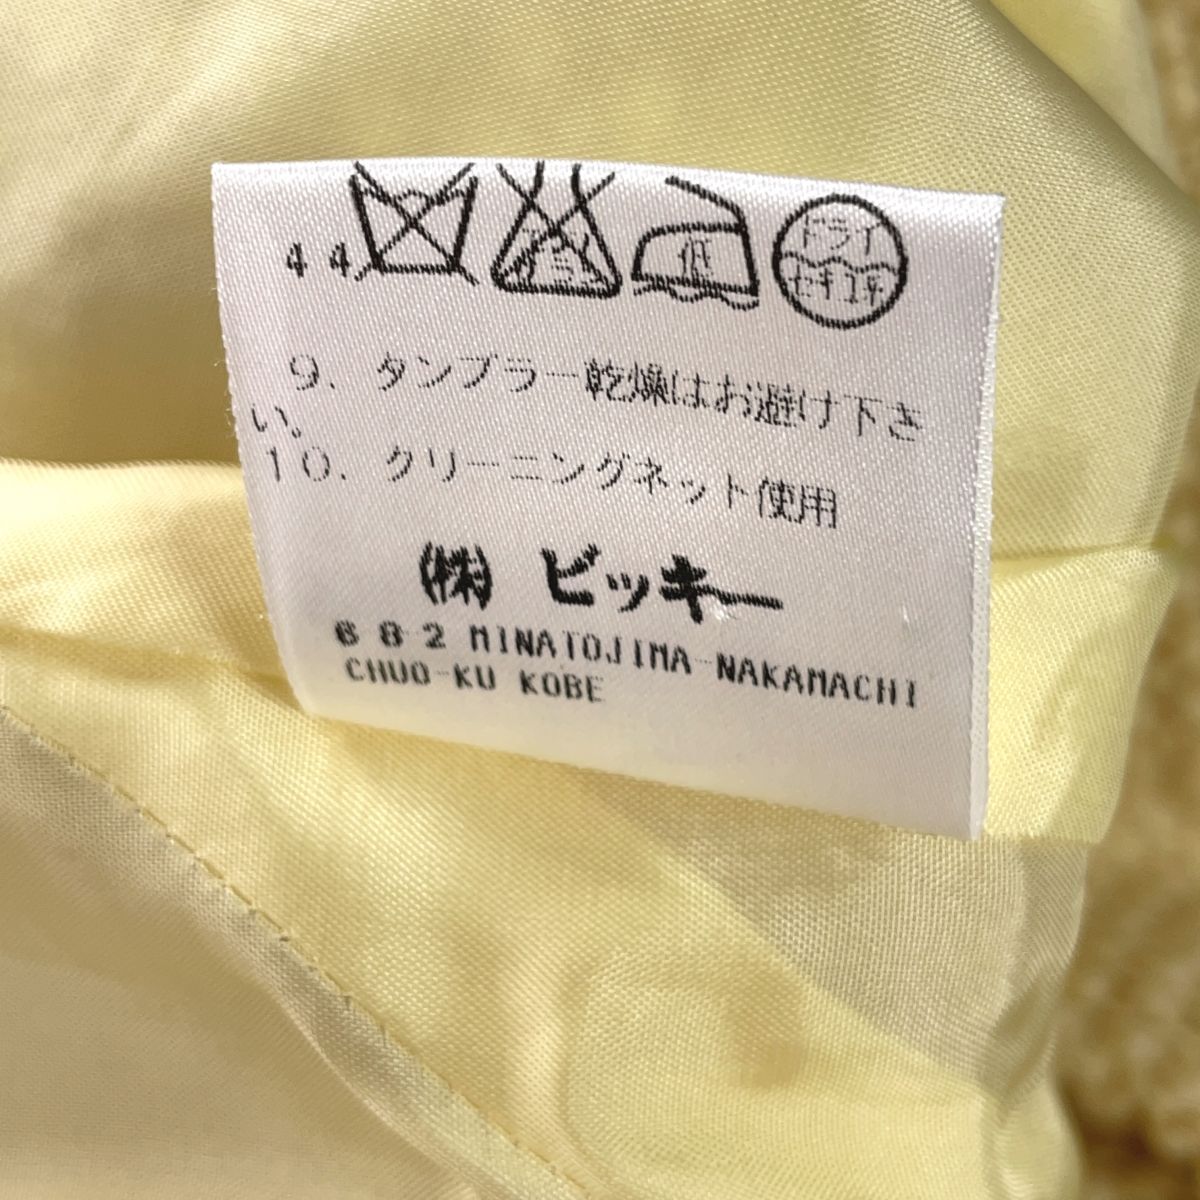 44
低
ドライ
セキユ系
9．タンブラー乾燥はお避け下さ
い。
10．クリーニングネット使用
(株)ビッキー
682 MINATOJIMA-NAKAMACHI
CHUO-KU KOBE